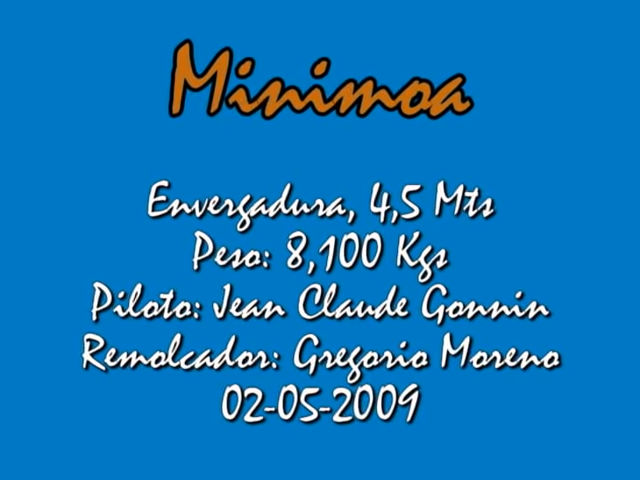 Minimoa
Envergadura, 4,5 Mts
Peso: 8,100 Kgs
Piloto: Jean Claude Gonnin
Remolcador: Gregorio Moreno
02-05-2009